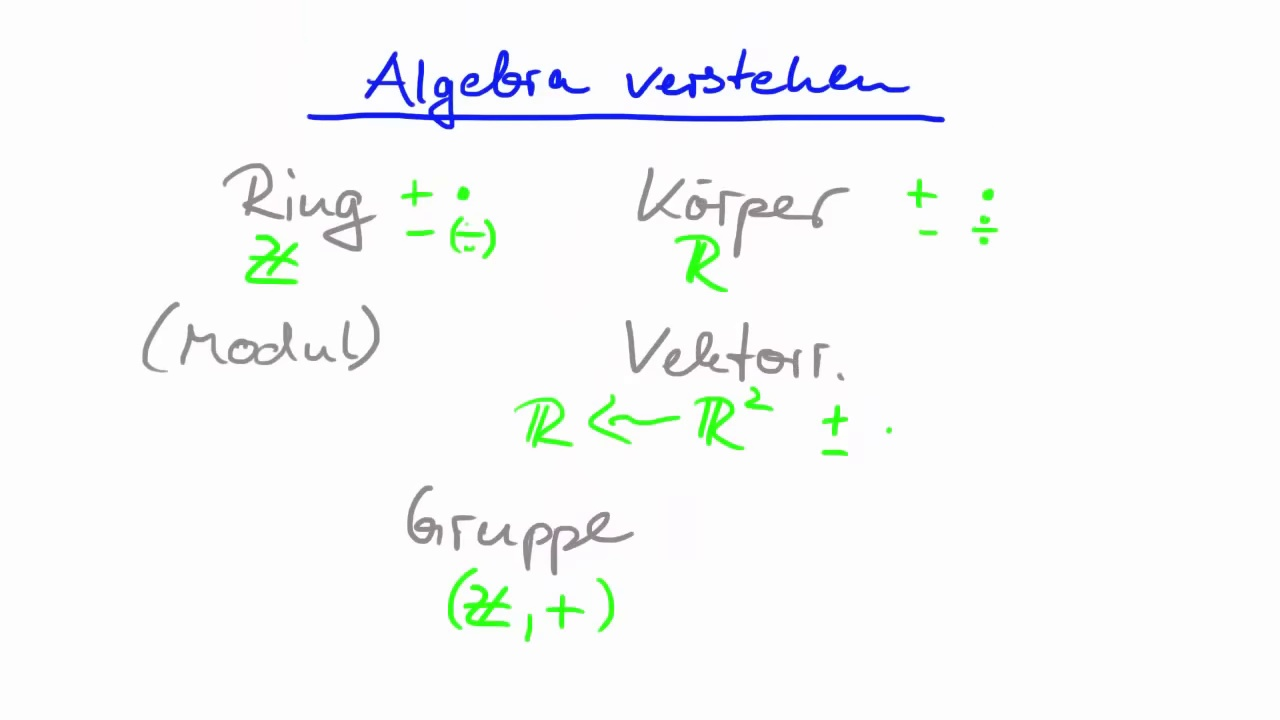 Algebra verstehen
Ring + · Körper + ·
− (÷) − ÷
ℤ ℝ
(Modul) Vektorr.
ℝ ← ℝ² ± ·
Gruppe
(ℤ, +)